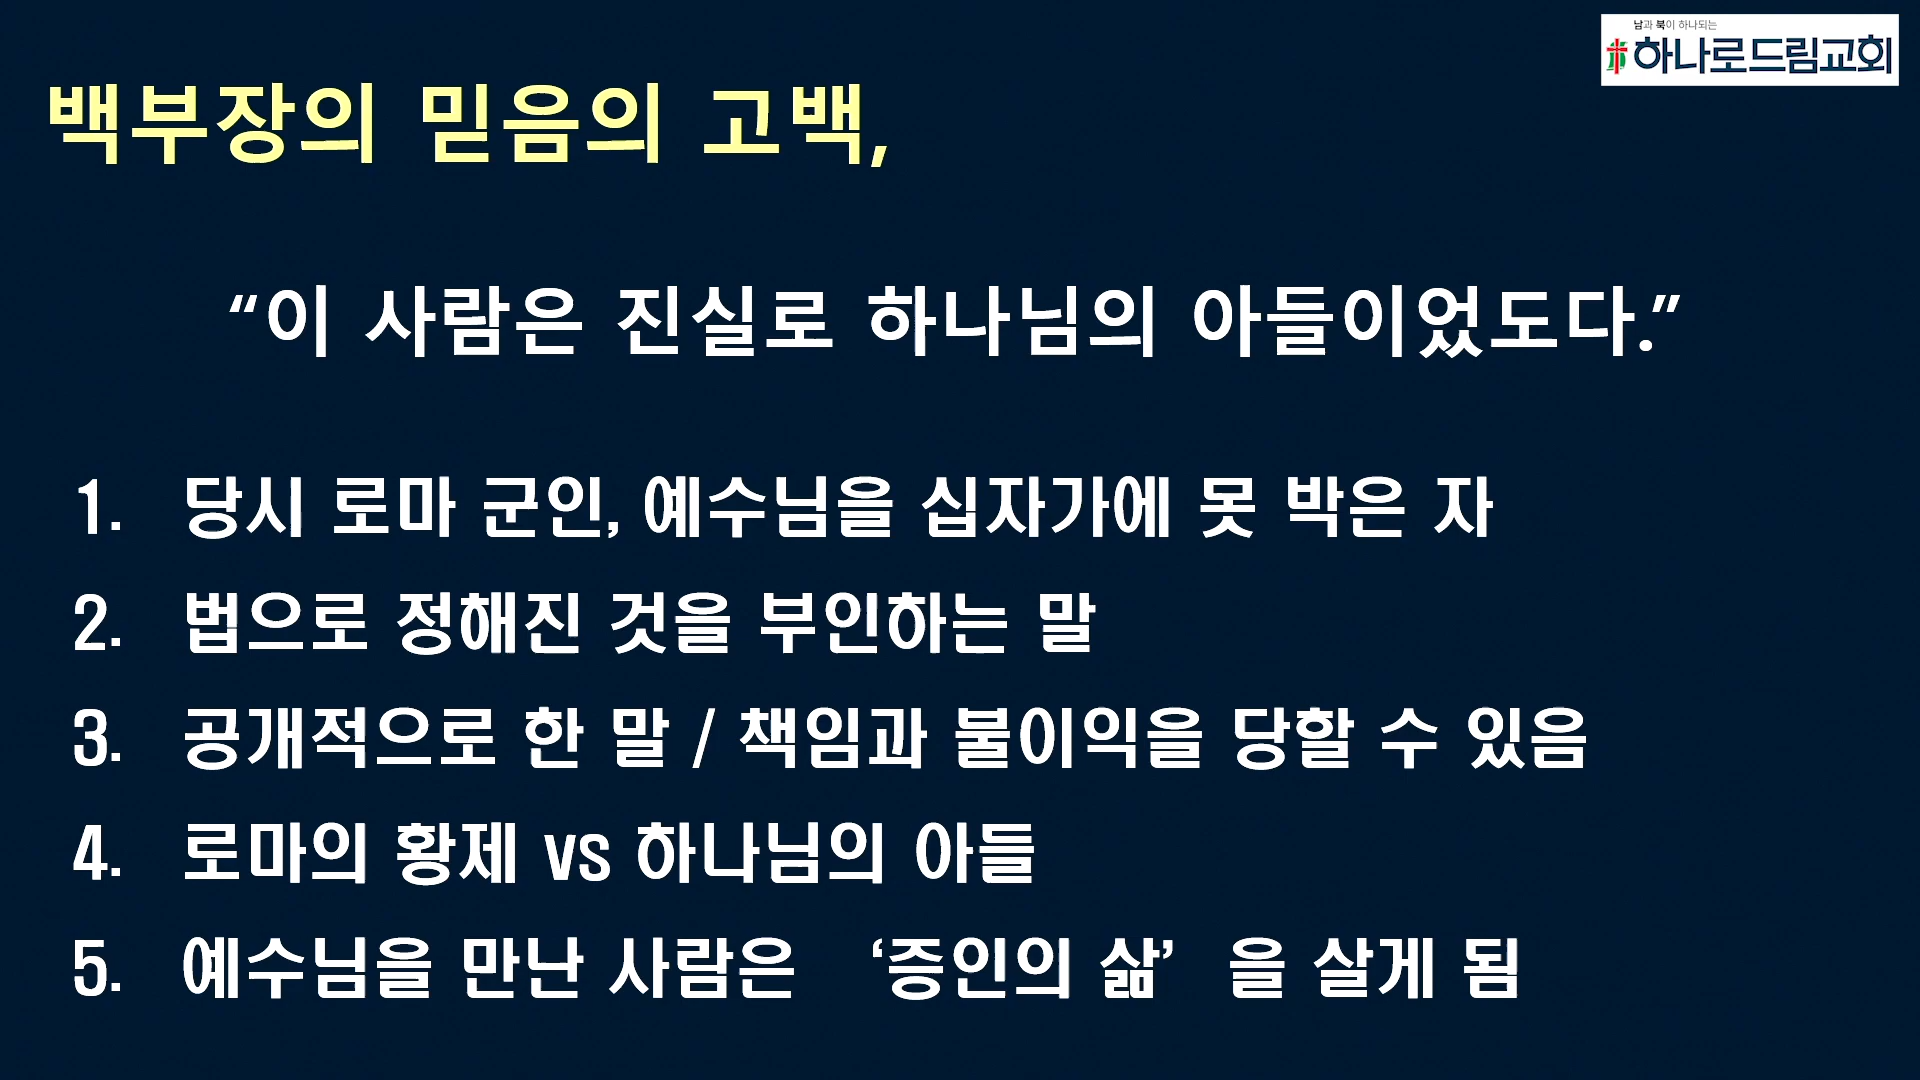 남과 북이 하나되는
하나로드림교회
백부장의 믿음의 고백,
“이 사람은 진실로 하나님의 아들이었도다.”
1. 당시 로마 군인, 예수님을 십자가에 못 박은 자
2. 법으로 정해진 것을 부인하는 말
3. 공개적으로 한 말 / 책임과 불이익을 당할 수 있음
4. 로마의 황제 vs 하나님의 아들
5. 예수님을 만난 사람은 ‘증인의 삶’ 을 살게 됨